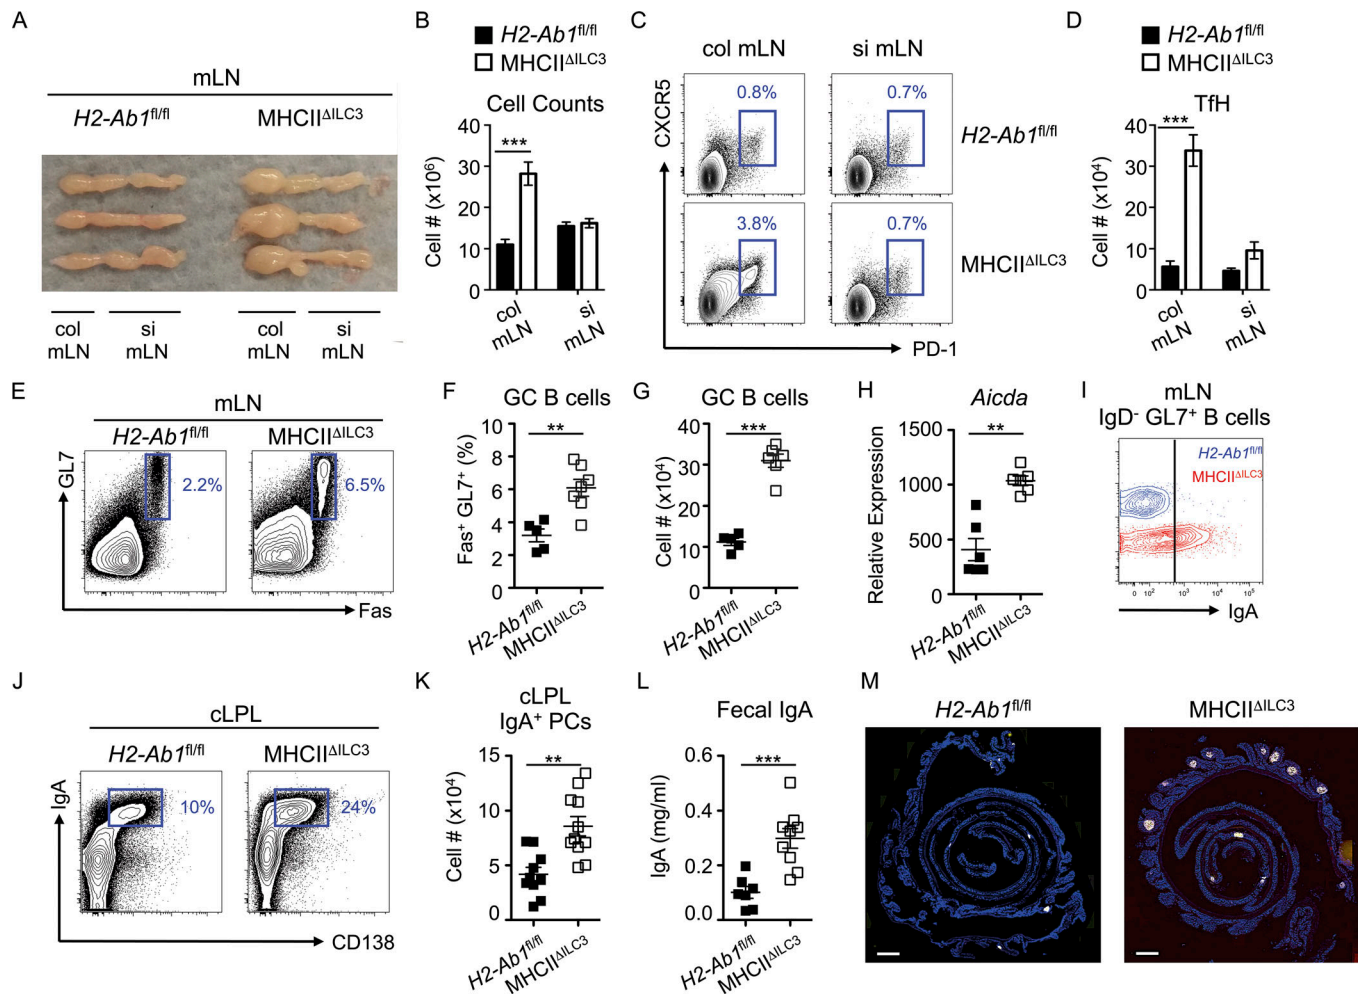 A
mLN
H2-Ab1fl/fl
MHCIIΔILC3
col
mLN
si
mLN
col
mLN
si
mLN
B
H2-Ab1fl/fl
MHCIIΔILC3
Cell Counts
***
Cell # (x10⁶)
40
30
20
10
0
col
mLN
si
mLN
C
col mLN
si mLN
CXCR5
0.8%
0.7%
H2-Ab1fl/fl
3.8%
0.7%
MHCIIΔILC3
PD-1
D
H2-Ab1fl/fl
MHCIIΔILC3
TfH
***
Cell # (x10⁴)
40
30
20
10
0
col
mLN
si
mLN
E
mLN
H2-Ab1fl/fl
MHCIIΔILC3
GL7
2.2%
6.5%
Fas
F
GC B cells
**
Fas⁺ GL7⁺ (%)
10
8
6
4
2
0
H2-Ab1fl/fl
MHCIIΔILC3
G
GC B cells
***
Cell # (x10⁴)
40
30
20
10
0
H2-Ab1fl/fl
MHCIIΔILC3
H
Aicda
**
Relative Expression
1500
1000
500
0
H2-Ab1fl/fl
MHCIIΔILC3
I
mLN
IgD⁻ GL7⁺ B cells
H2-Ab1fl/fl
MHCIIΔILC3
0 10² 10³ 10⁴ 10⁵
IgA
J
cLPL
H2-Ab1fl/fl
MHCIIΔILC3
IgA
10%
24%
CD138
K
cLPL
IgA⁺ PCs
**
Cell # (x10⁴)
15
10
5
0
H2-Ab1fl/fl
MHCIIΔILC3
L
Fecal IgA
***
IgA (mg/ml)
0.6
0.4
0.2
0.0
H2-Ab1fl/fl
MHCIIΔILC3
M
H2-Ab1fl/fl
MHCIIΔILC3